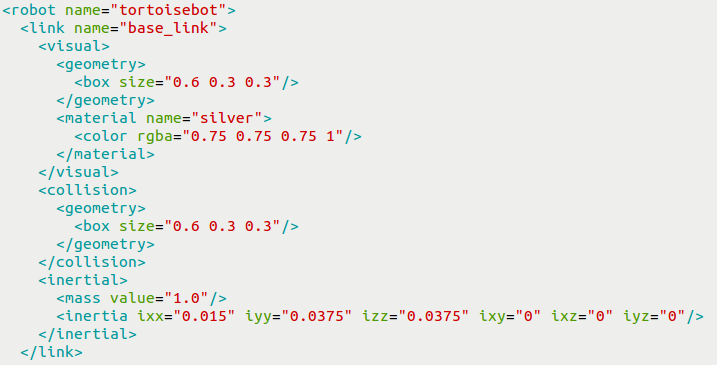 <robot name="tortoisebot">
  <link name="base_link">
    <visual>
      <geometry>
        <box size="0.6 0.3 0.3"/>
      </geometry>
      <material name="silver">
        <color rgba="0.75 0.75 0.75 1"/>
      </material>
    </visual>
    <collision>
      <geometry>
        <box size="0.6 0.3 0.3"/>
      </geometry>
    </collision>
    <inertial>
      <mass value="1.0"/>
      <inertia ixx="0.015" iyy="0.0375" izz="0.0375" ixy="0" ixz="0" iyz="0"/>
    </inertial>
  </link>